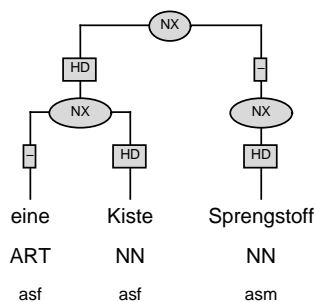 NX
HD –
NX NX
– HD HD
eine Kiste Sprengstoff
ART NN NN
asf asf asm